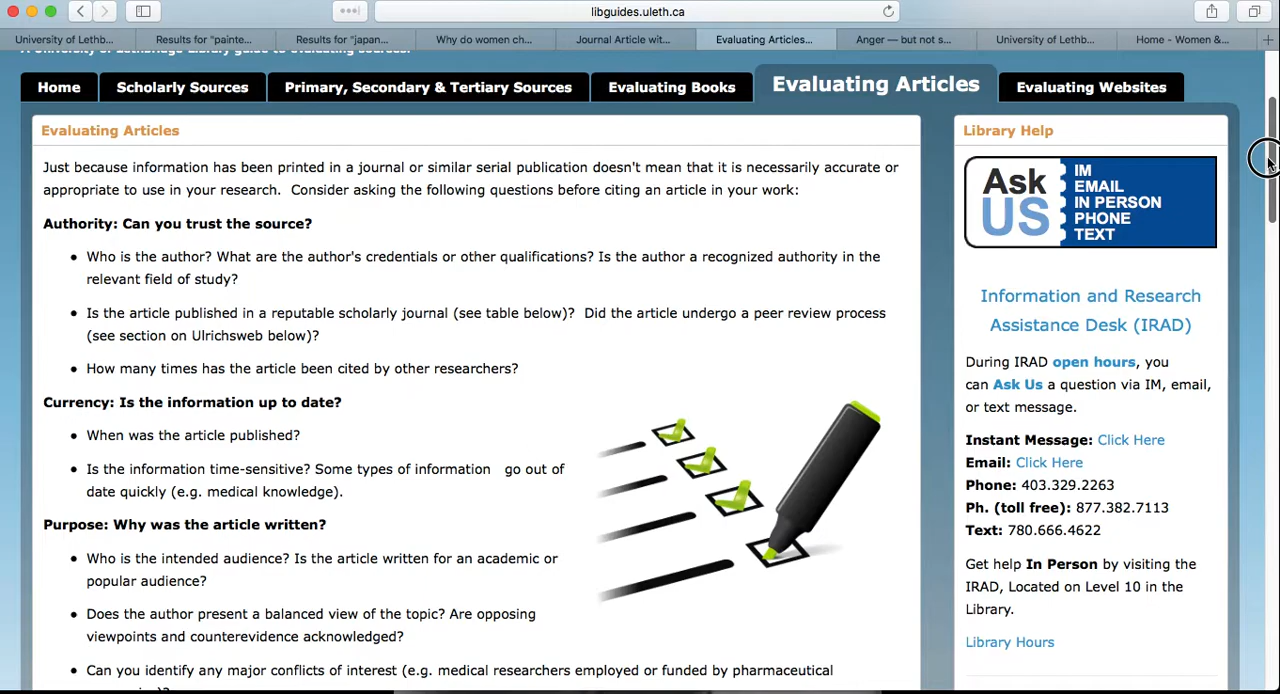 libguides.uleth.ca
University of Lethb...
Results for "painte...
Results for "japan...
Why do women ch...
Journal Article wit...
Evaluating Articles...
Anger — but not s...
University of Lethb...
Home - Women &...
Home
Scholarly Sources
Primary, Secondary & Tertiary Sources
Evaluating Books
Evaluating Articles
Evaluating Websites
Evaluating Articles
Just because information has been printed in a journal or similar serial publication doesn't mean that it is necessarily accurate or
appropriate to use in your research. Consider asking the following questions before citing an article in your work:
Authority: Can you trust the source?
• Who is the author? What are the author's credentials or other qualifications? Is the author a recognized authority in the
relevant field of study?
• Is the article published in a reputable scholarly journal (see table below)? Did the article undergo a peer review process
(see section on Ulrichsweb below)?
• How many times has the article been cited by other researchers?
Currency: Is the information up to date?
• When was the article published?
• Is the information time-sensitive? Some types of information go out of
date quickly (e.g. medical knowledge).
Purpose: Why was the article written?
• Who is the intended audience? Is the article written for an academic or
popular audience?
• Does the author present a balanced view of the topic? Are opposing
viewpoints and counterevidence acknowledged?
• Can you identify any major conflicts of interest (e.g. medical researchers employed or funded by pharmaceutical
Library Help
Ask
US
IM
EMAIL
IN PERSON
PHONE
TEXT
Information and Research
Assistance Desk (IRAD)
During IRAD open hours, you
can Ask Us a question via IM, email,
or text message.
Instant Message: Click Here
Email: Click Here
Phone: 403.329.2263
Ph. (toll free): 877.382.7113
Text: 780.666.4622
Get help In Person by visiting the
IRAD, Located on Level 10 in the
Library.
Library Hours